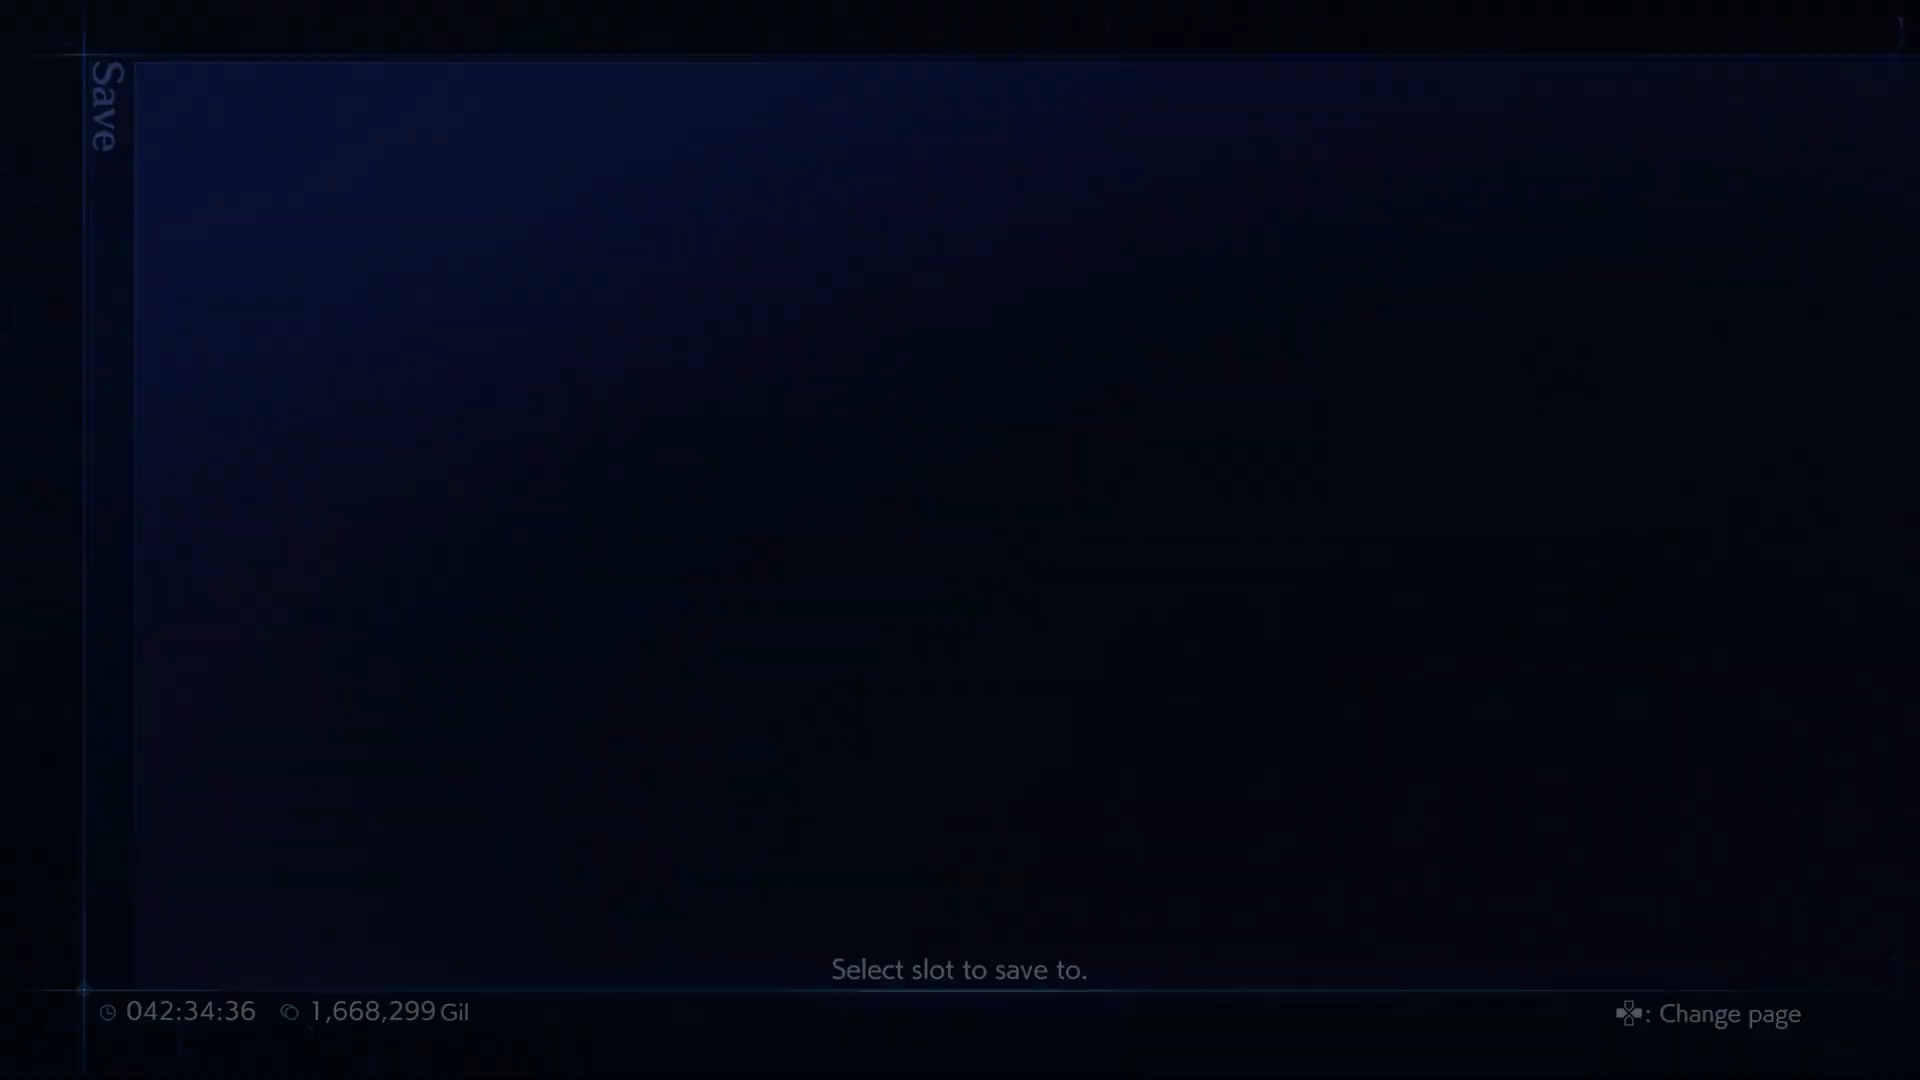 Save
Select slot to save to.
042:34:36 1,668,299 Gil
: Change page